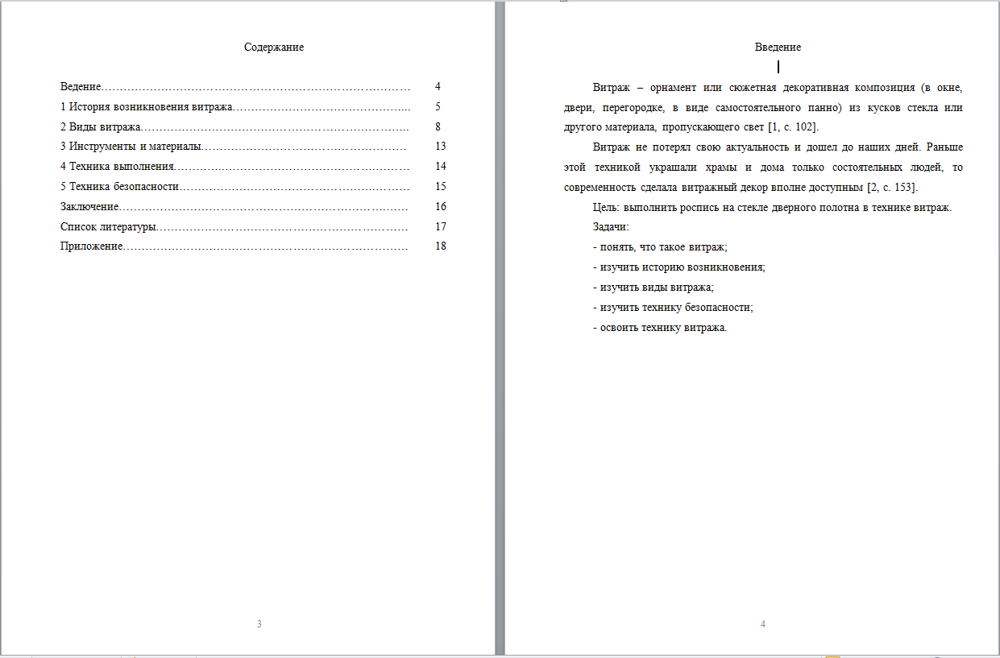 Содержание
Ведение……………………………………………………………………… 4
1 История возникновения витража……………………………………... 5
2 Виды витража…………………………………………………………... 8
3 Инструменты и материалы……………………………………………… 13
4 Техника выполнения…………………………………………………… 14
5 Техника безопасности…………………………………………………… 15
Заключение………………………………………………………………… 16
Список литературы………………………………………………………… 17
Приложение………………………………………………………………… 18
3
Введение
Витраж – орнамент или сюжетная декоративная композиция (в окне,
двери, перегородке, в виде самостоятельного панно) из кусков стекла или
другого материала, пропускающего свет [1, с. 102].
Витраж не потерял свою актуальность и дошел до наших дней. Раньше
этой техникой украшали храмы и дома только состоятельных людей, то
современность сделала витражный декор вполне доступным [2, с. 153].
Цель: выполнить роспись на стекле дверного полотна в технике витраж.
Задачи:
- понять, что такое витраж;
- изучить историю возникновения;
- изучить виды витража;
- изучить технику безопасности;
- освоить технику витража.
4